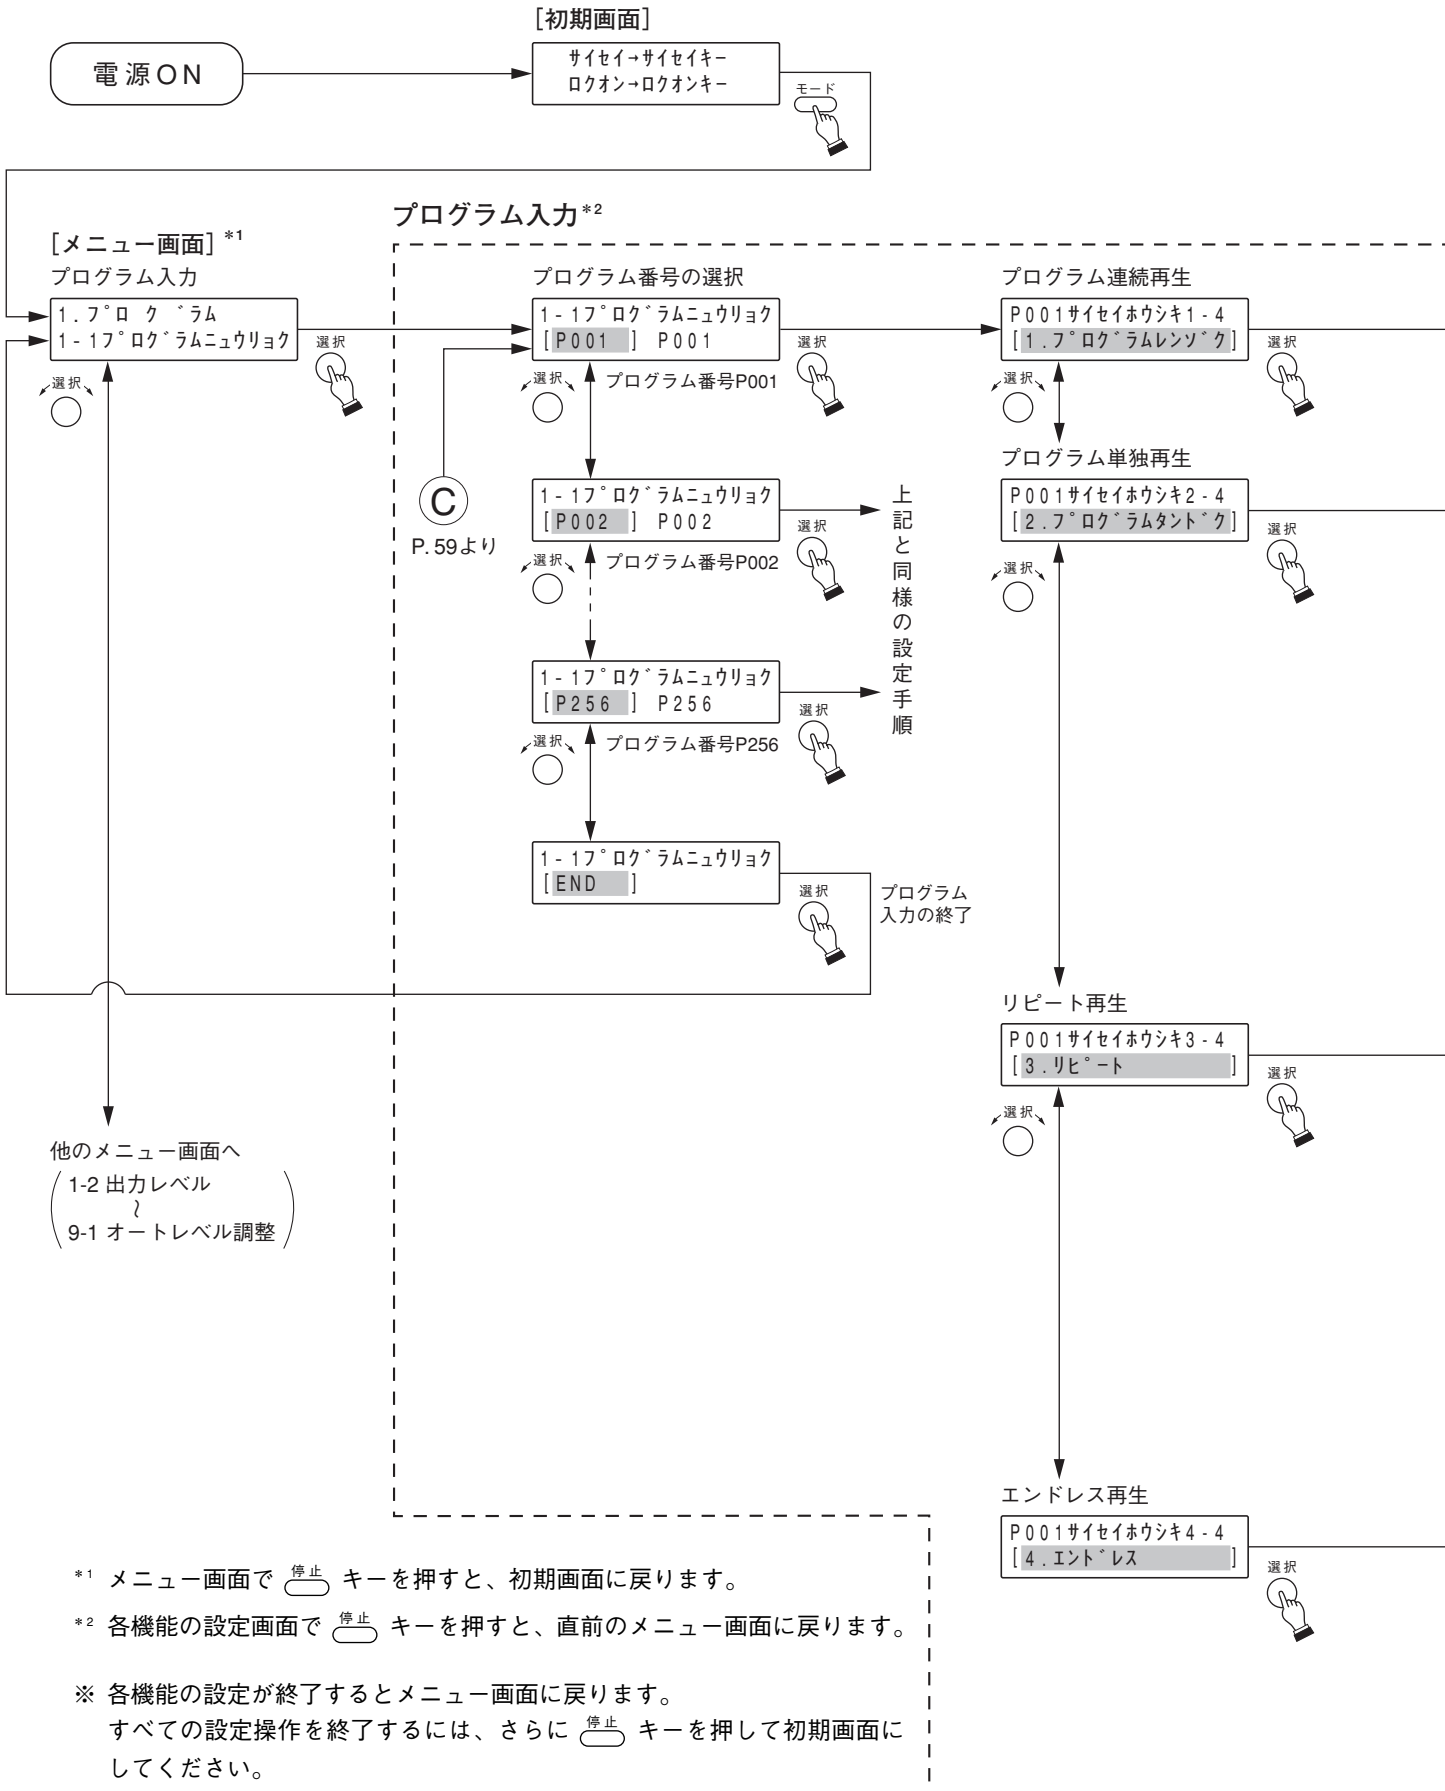 [初期画面]
電源ON
サイセイ→サイセイキー
ロクオン→ロクオンキー
モード
プログラム入力*2
[メニュー画面]*1
プログラム入力
1.プロ グ ラム
1-1プログラムニュウリョク
選択
選択
プログラム番号の選択
1-1プログラムニュウリョク
[P001 ] P001
選択
選択
プログラム番号P001
プログラム連続再生
P001サイセイホウシキ1-4
[1.プログラムレンゾク]
選択
選択
C
P.59より
1-1プログラムニュウリョク
[P002 ] P002
選択
選択
プログラム番号P002
上記と同様の設定手順
プログラム単独再生
P001サイセイホウシキ2-4
[2.プログラムタンドク]
選択
選択
1-1プログラムニュウリョク
[P256 ] P256
選択
選択
プログラム番号P256
1-1プログラムニュウリョク
[END ]
選択
プログラム
入力の終了
リピート再生
P001サイセイホウシキ3-4
[3.リピート ]
選択
選択
他のメニュー画面へ
1-2 出力レベル
〜
9-1 オートレベル調整
エンドレス再生
P001サイセイホウシキ4-4
[4.エンドレス ]
選択
*1 メニュー画面で 停止 キーを押すと、初期画面に戻ります。
*2 各機能の設定画面で 停止 キーを押すと、直前のメニュー画面に戻ります。
※ 各機能の設定が終了するとメニュー画面に戻ります。
すべての設定操作を終了するには、さらに 停止 キーを押して初期画面に
してください。